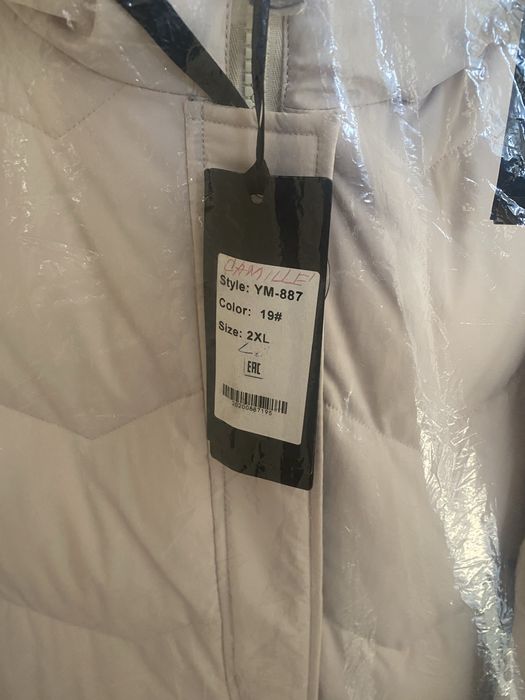 CAMILLE
Style: YM-887
Color: 19#
Size: 2XL
EAC